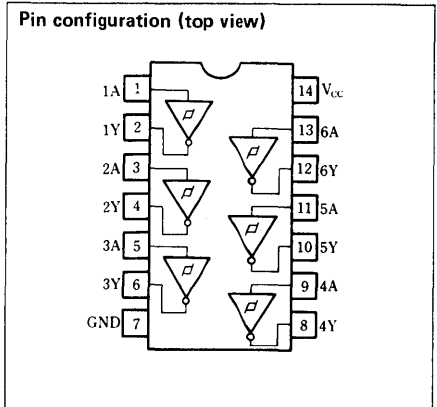 Pin configuration (top view)
1A 1 14 V_CC
1Y 2 13 6A
2A 3 12 6Y
2Y 4 11 5A
3A 5 10 5Y
3Y 6 9 4A
GND 7 8 4Y